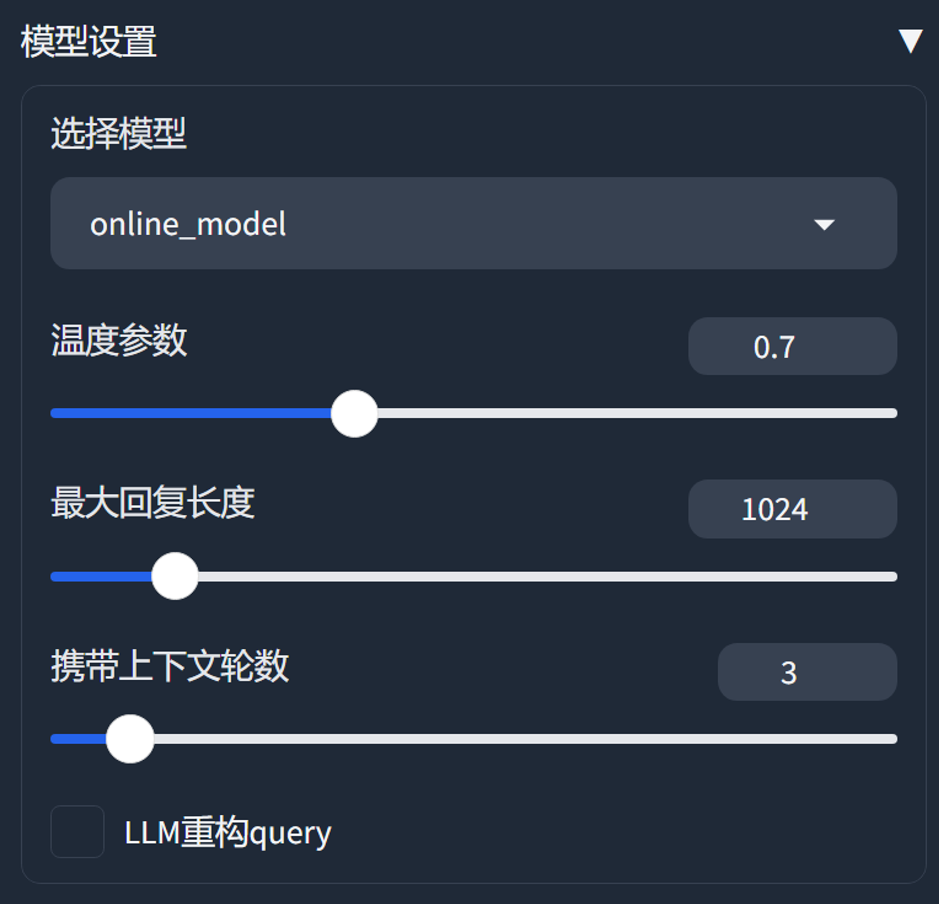 模型设置
选择模型
online_model
温度参数
0.7
最大回复长度
1024
携带上下文轮数
3
LLM重构query